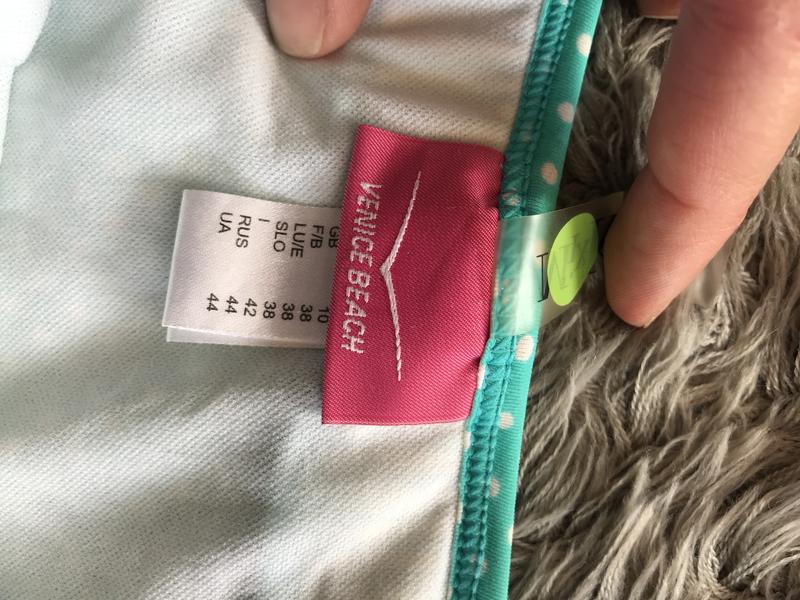 VENICE BEACH
GB 10
F/B 38
LU/E 38
SLO 38
I 42
RUS 44
UA 44